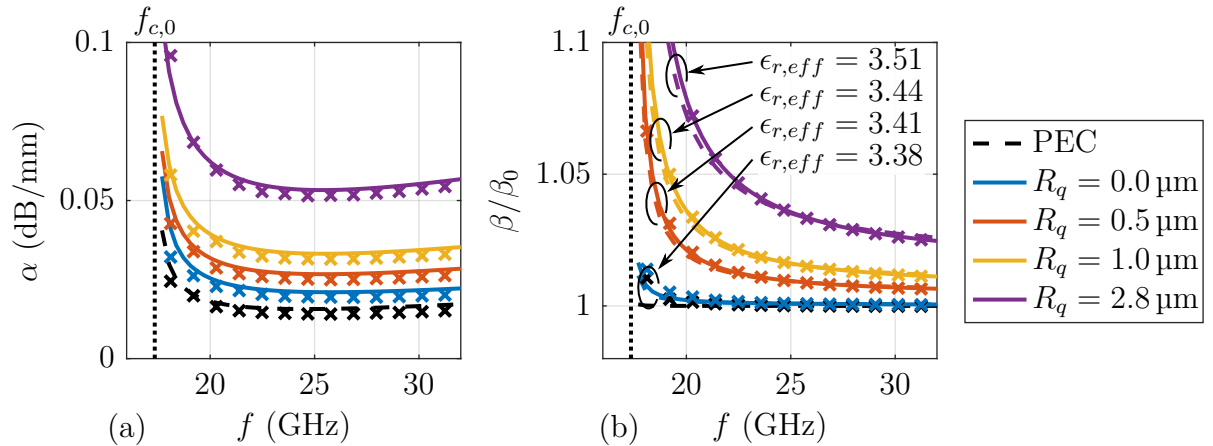 f_{c,0}
0.1
0.05
0
α (dB/mm)
20
25
30
(a)
f (GHz)
f_{c,0}
1.1
1.05
1
β/β_0
ϵ_{r,eff} = 3.51
ϵ_{r,eff} = 3.44
ϵ_{r,eff} = 3.41
ϵ_{r,eff} = 3.38
20
25
30
(b)
f (GHz)
PEC
R_q = 0.0 µm
R_q = 0.5 µm
R_q = 1.0 µm
R_q = 2.8 µm